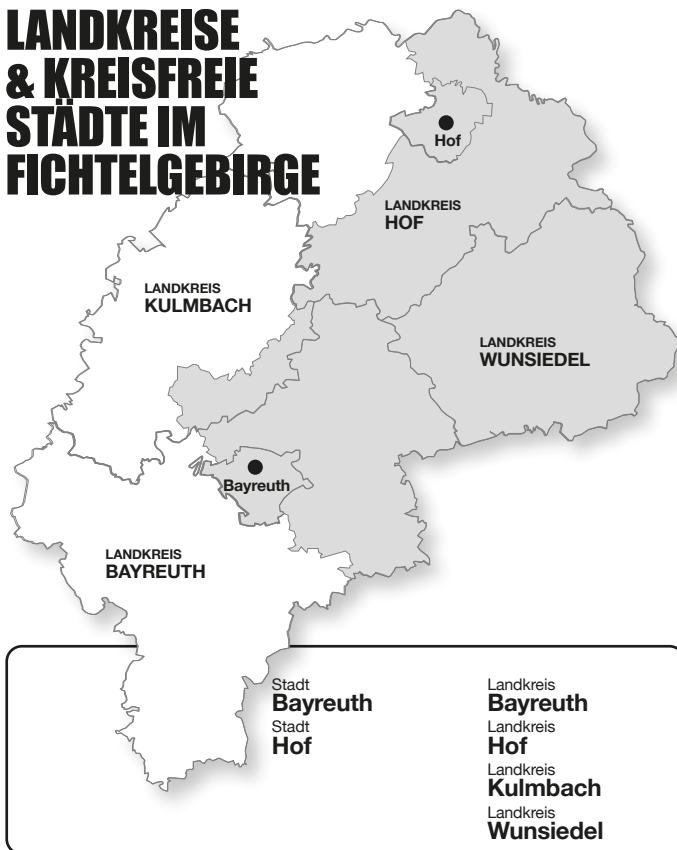 LANDKREISE
& KREISFREIE
STÄDTE IM
FICHTELGEBIRGE
Hof
LANDKREIS
HOF
LANDKREIS
KULMBACH
LANDKREIS
WUNSIEDEL
Bayreuth
LANDKREIS
BAYREUTH
Stadt
Bayreuth
Stadt
Hof
Landkreis
Bayreuth
Landkreis
Hof
Landkreis
Kulmbach
Landkreis
Wunsiedel